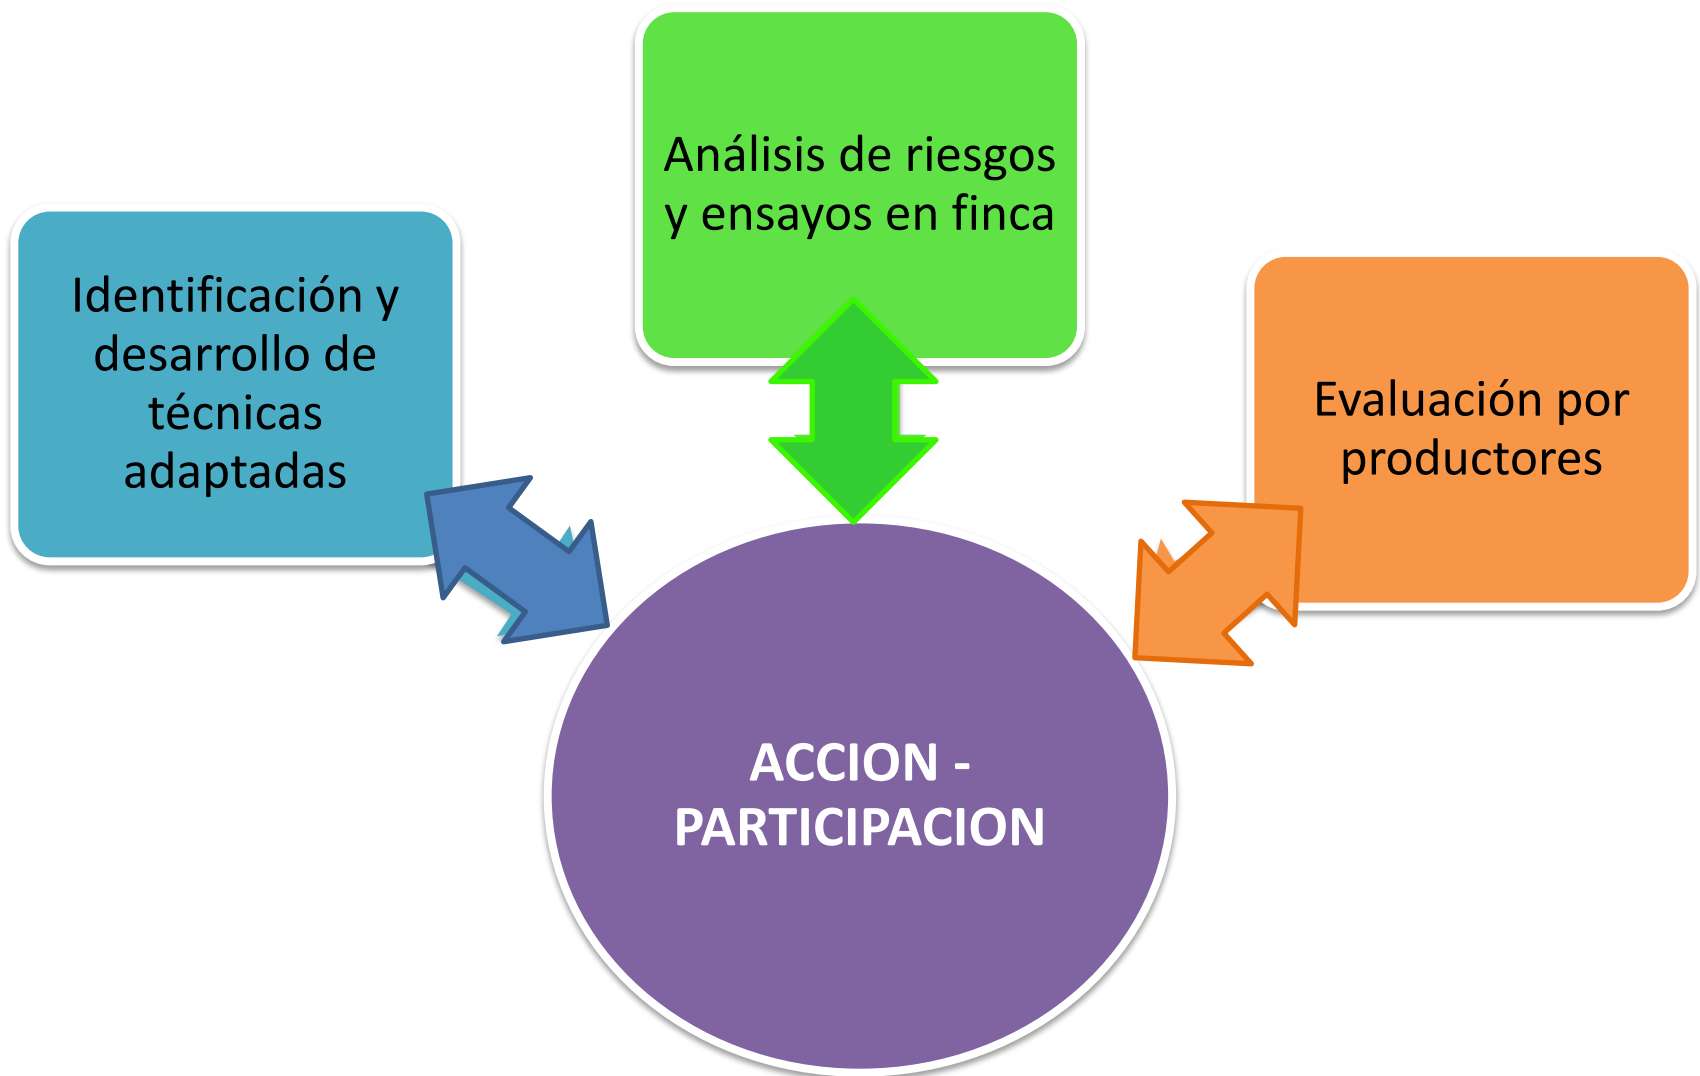 Análisis de riesgos
y ensayos en finca
Identificación y
desarrollo de
técnicas
adaptadas
Evaluación por
productores
ACCION -
PARTICIPACION